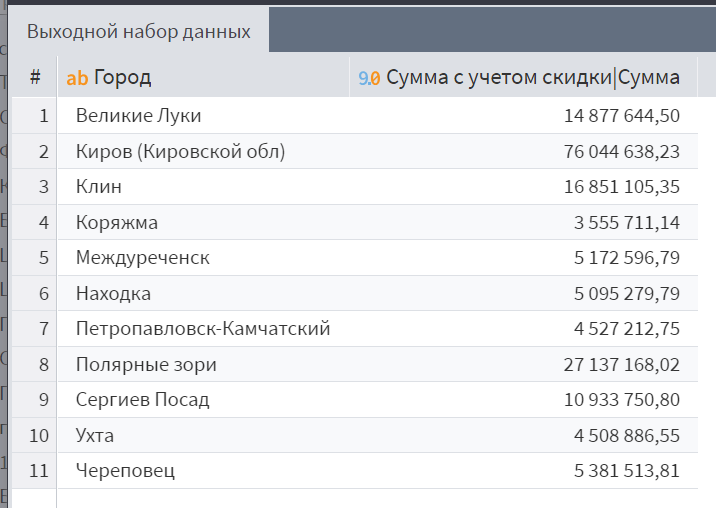 Выходной набор данных
# ab Город 9.0 Сумма с учетом скидки|Сумма
1 Великие Луки 14 877 644,50
2 Киров (Кировской обл) 76 044 638,23
3 Клин 16 851 105,35
4 Коряжма 3 555 711,14
5 Междуреченск 5 172 596,79
6 Находка 5 095 279,79
7 Петропавловск-Камчатский 4 527 212,75
8 Полярные зори 27 137 168,02
9 Сергиев Посад 10 933 750,80
10 Ухта 4 508 886,55
11 Череповец 5 381 513,81